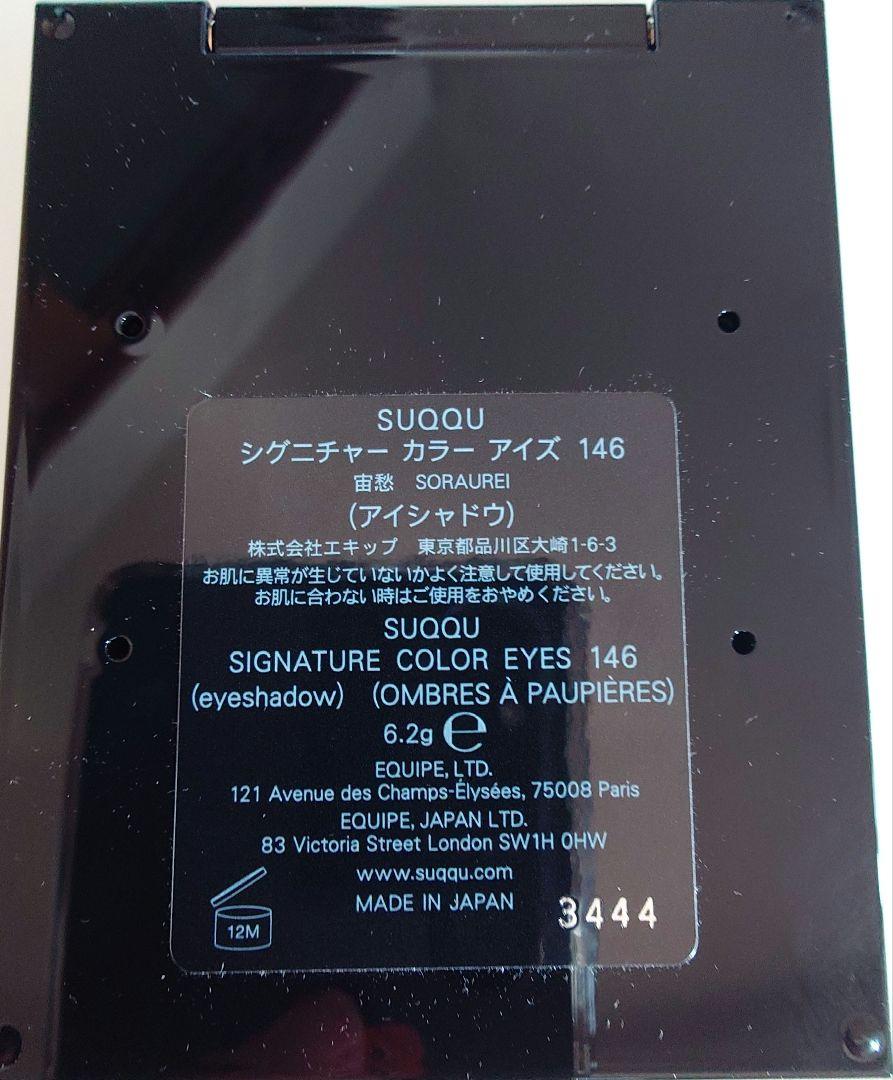 SUQQU
シグニチャー カラー アイズ 146
宙愁 SORAUREI
(アイシャドウ)
株式会社エキップ 東京都品川区大崎1-6-3
お肌に異常が生じていないかよく注意して使用してください。
お肌に合わない時はご使用をおやめください。
SUQQU
SIGNATURE COLOR EYES 146
(eyeshadow) (OMBRES À PAUPIÈRES)
6.2g ℮
EQUIPE, LTD.
121 Avenue des Champs-Élysées, 75008 Paris
EQUIPE, JAPAN LTD.
83 Victoria Street London SW1H 0HW
www.suqqu.com
MADE IN JAPAN
12M
3444